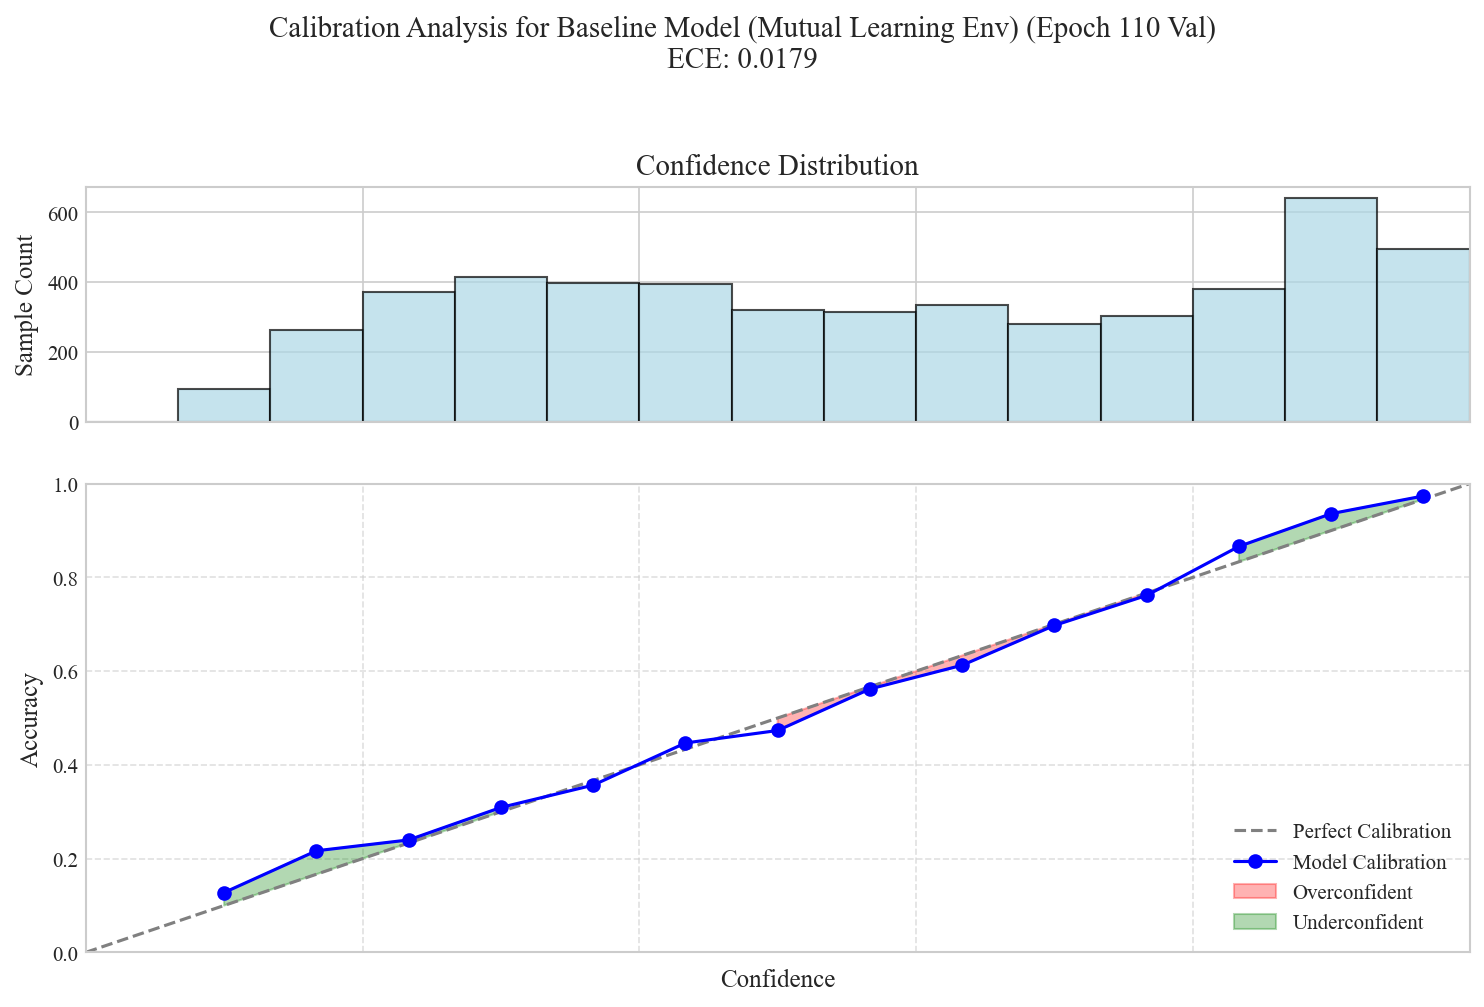 Calibration Analysis for Baseline Model (Mutual Learning Env) (Epoch 110 Val)
ECE: 0.0179
Confidence Distribution
Sample Count
600
400
200
0
Accuracy
1.0
0.8
0.6
0.4
0.2
0.0
Perfect Calibration
Model Calibration
Overconfident
Underconfident
Confidence